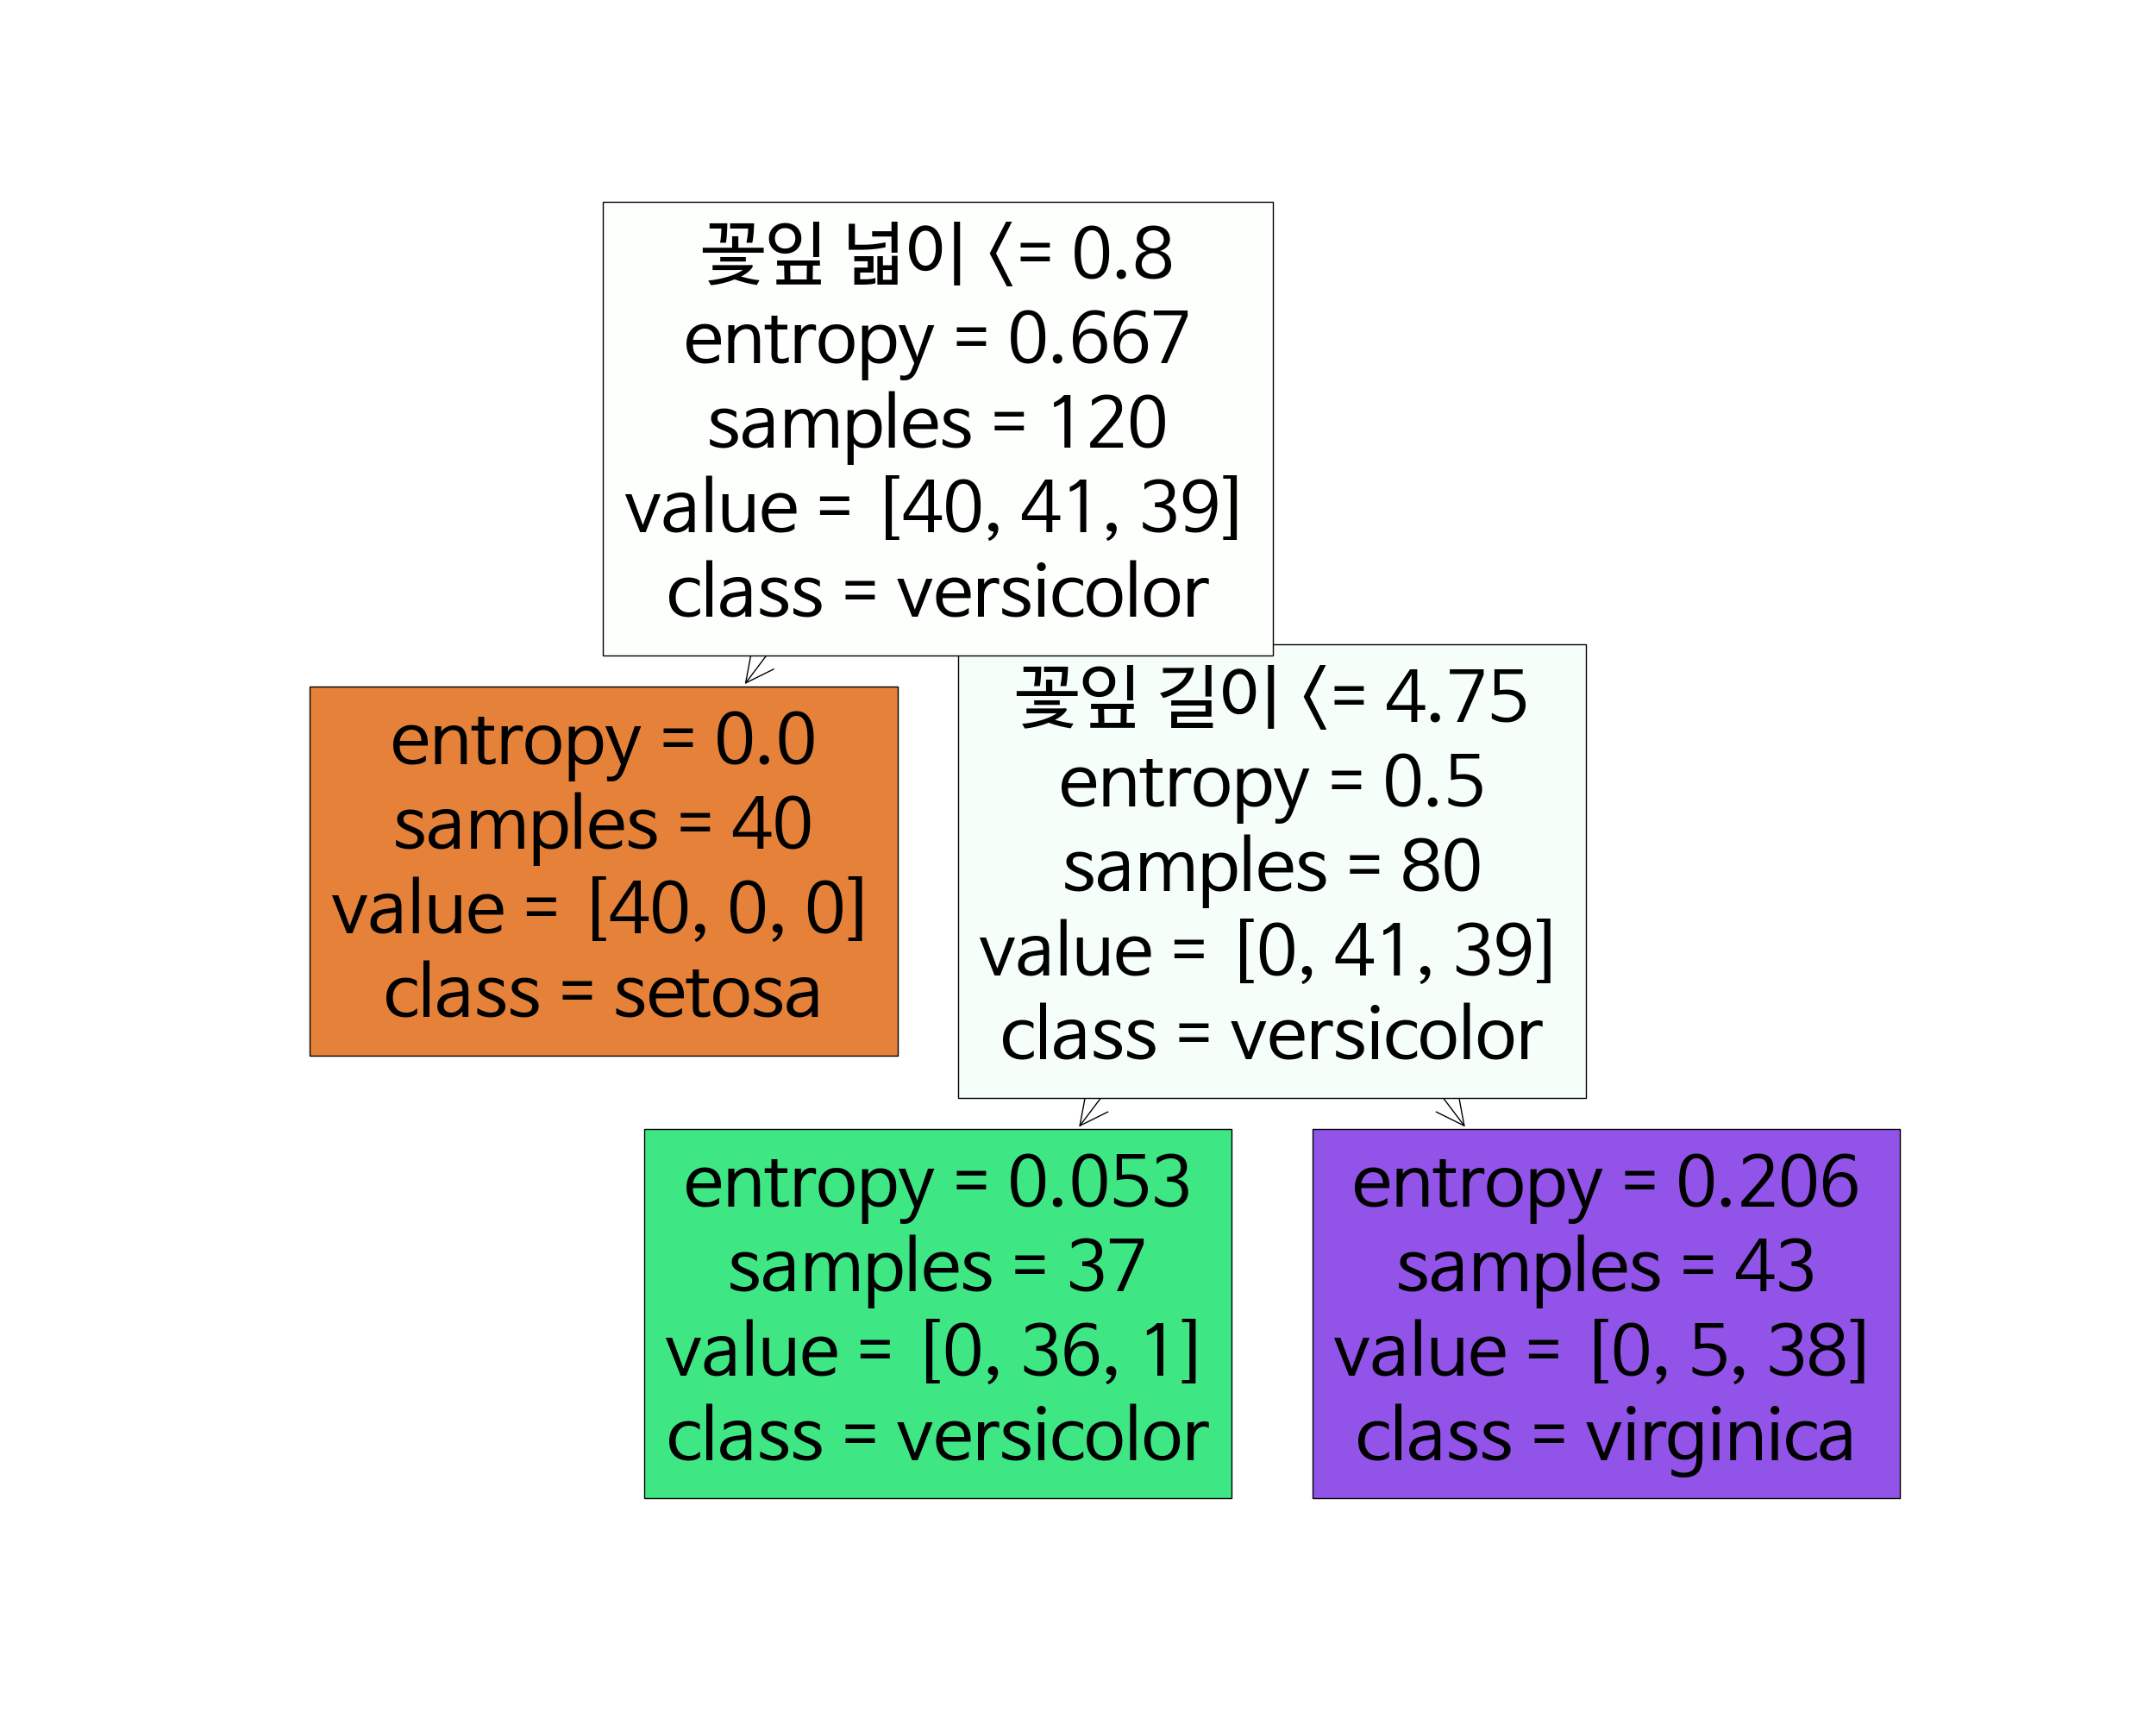 꽃잎 넓이 <= 0.8
entropy = 0.667
samples = 120
value = [40, 41, 39]
class = versicolor
entropy = 0.0
samples = 40
value = [40, 0, 0]
class = setosa
꽃잎 길이 <= 4.75
entropy = 0.5
samples = 80
value = [0, 41, 39]
class = versicolor
entropy = 0.053
samples = 37
value = [0, 36, 1]
class = versicolor
entropy = 0.206
samples = 43
value = [0, 5, 38]
class = virginica